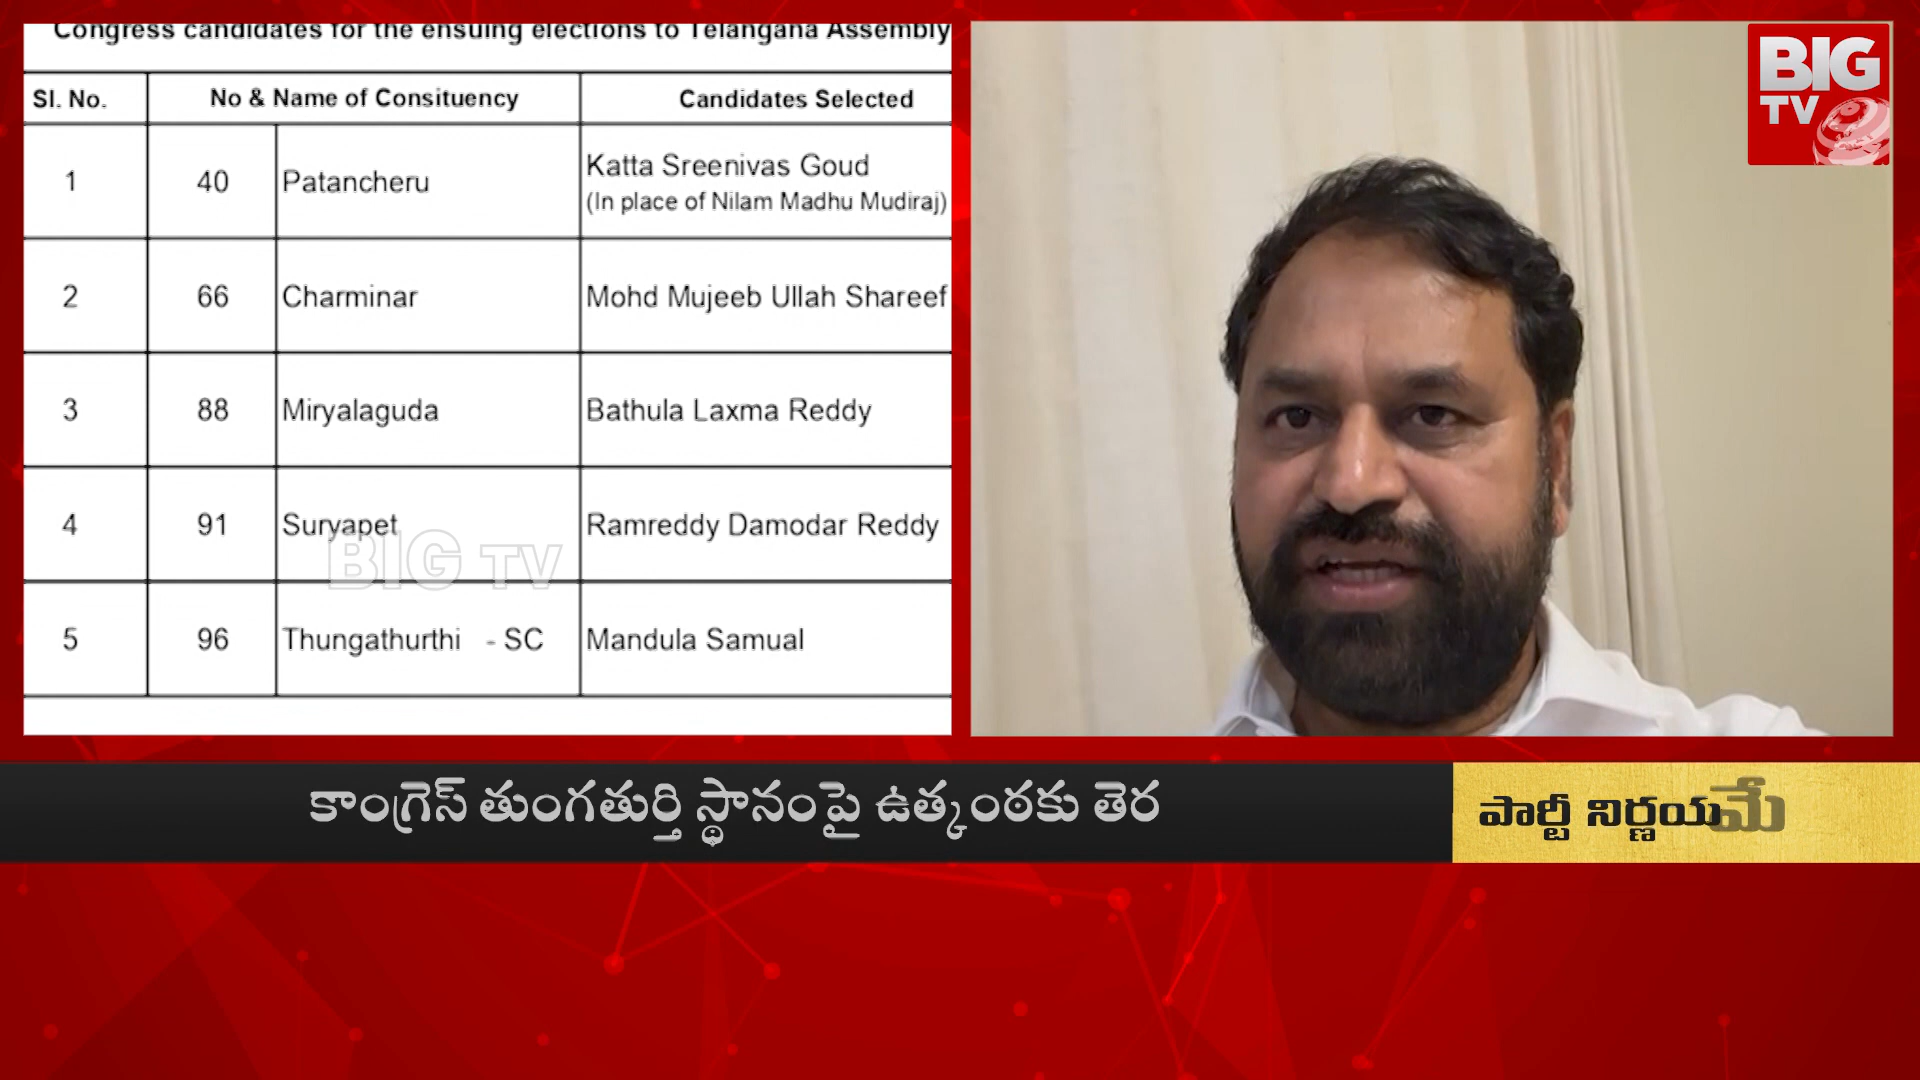 Congress candidates for the ensuing elections to Telangana Assembly
Sl. No. No & Name of Consituency Candidates Selected
1 40 Patancheru Katta Sreenivas Goud
(In place of Nilam Madhu Mudiraj)
2 66 Charminar Mohd Mujeeb Ullah Shareef
3 88 Miryalaguda Bathula Laxma Reddy
4 91 Suryapet Ramreddy Damodar Reddy
5 96 Thungathurthi - SC Mandula Samual
BIG TV
BIG
TV
కాంగ్రెస్ తుంగతుర్తి స్థానంపై ఉత్కంఠకు తెర
పార్టీ నిర్ణయమే